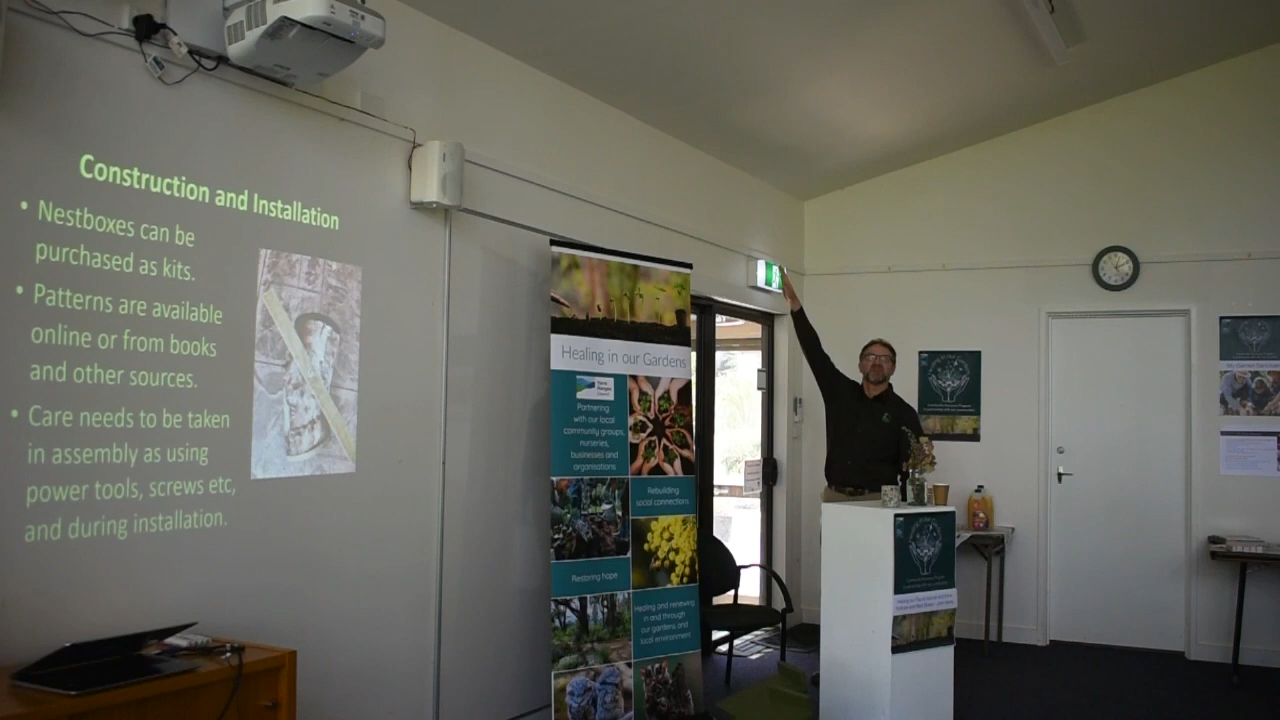 Construction and Installation
• Nestboxes can be
purchased as kits.
• Patterns are available
online or from books
and other sources.
• Care needs to be taken
in assembly as using
power tools, screws etc,
and during installation.
Healing in our Gardens
Partnering
with our local
community groups,
nurseries,
businesses and
organisations
Rebuilding
social connections
Restoring hope
Healing and renewing
in and through
our gardens and
local environment